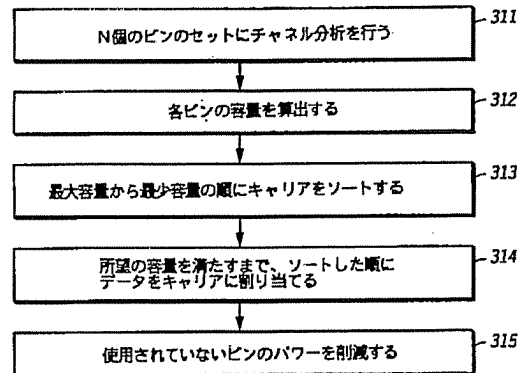 311
N個のビンのセットにチャネル分析を行う
312
各ビンの容量を算出する
313
最大容量から最少容量の順にキャリアをソートする
314
所望の容量を満たすまで、ソートした順に
データをキャリアに割り当てる
315
使用されていないビンのパワーを削減する